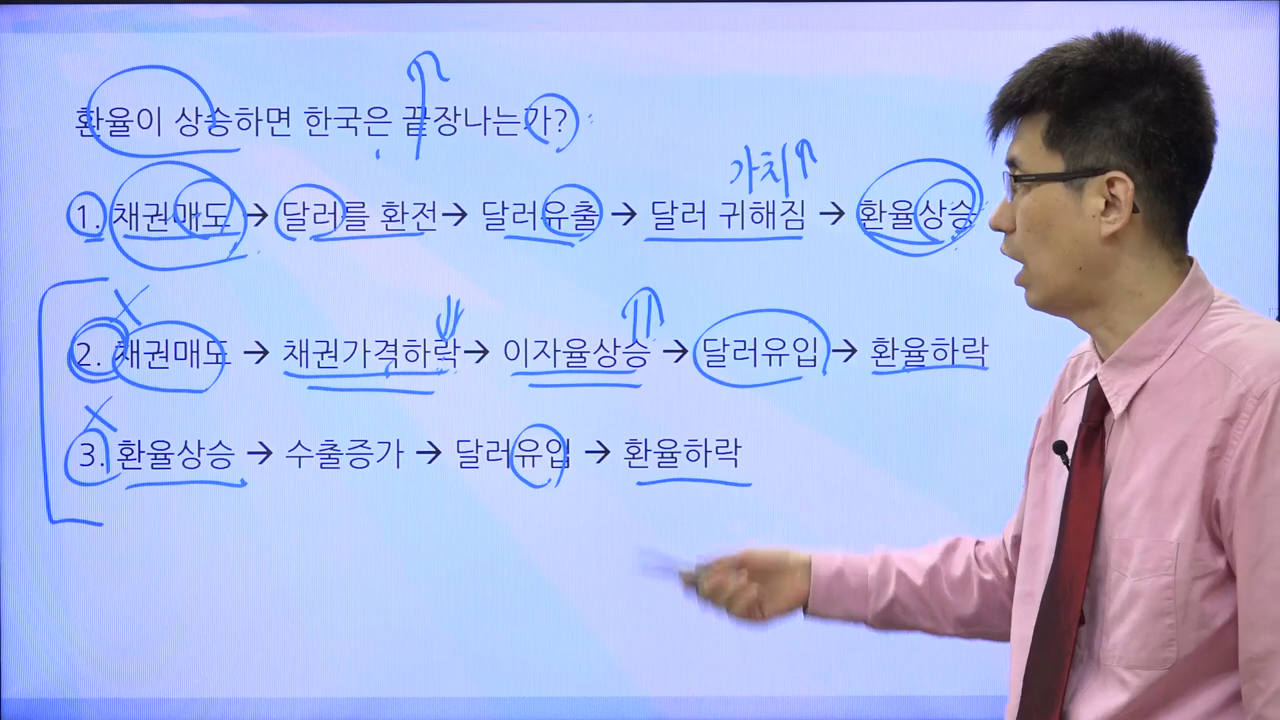 환율이 상승하면 한국은 끝장나는가?
가치↑
1. 채권매도 → 달러를 환전→ 달러유출 → 달러 귀해짐 → 환율상승
2. 채권매도 → 채권가격하락→ 이자율상승 → 달러유입 → 환율하락
3. 환율상승 → 수출증가 → 달러유입 → 환율하락